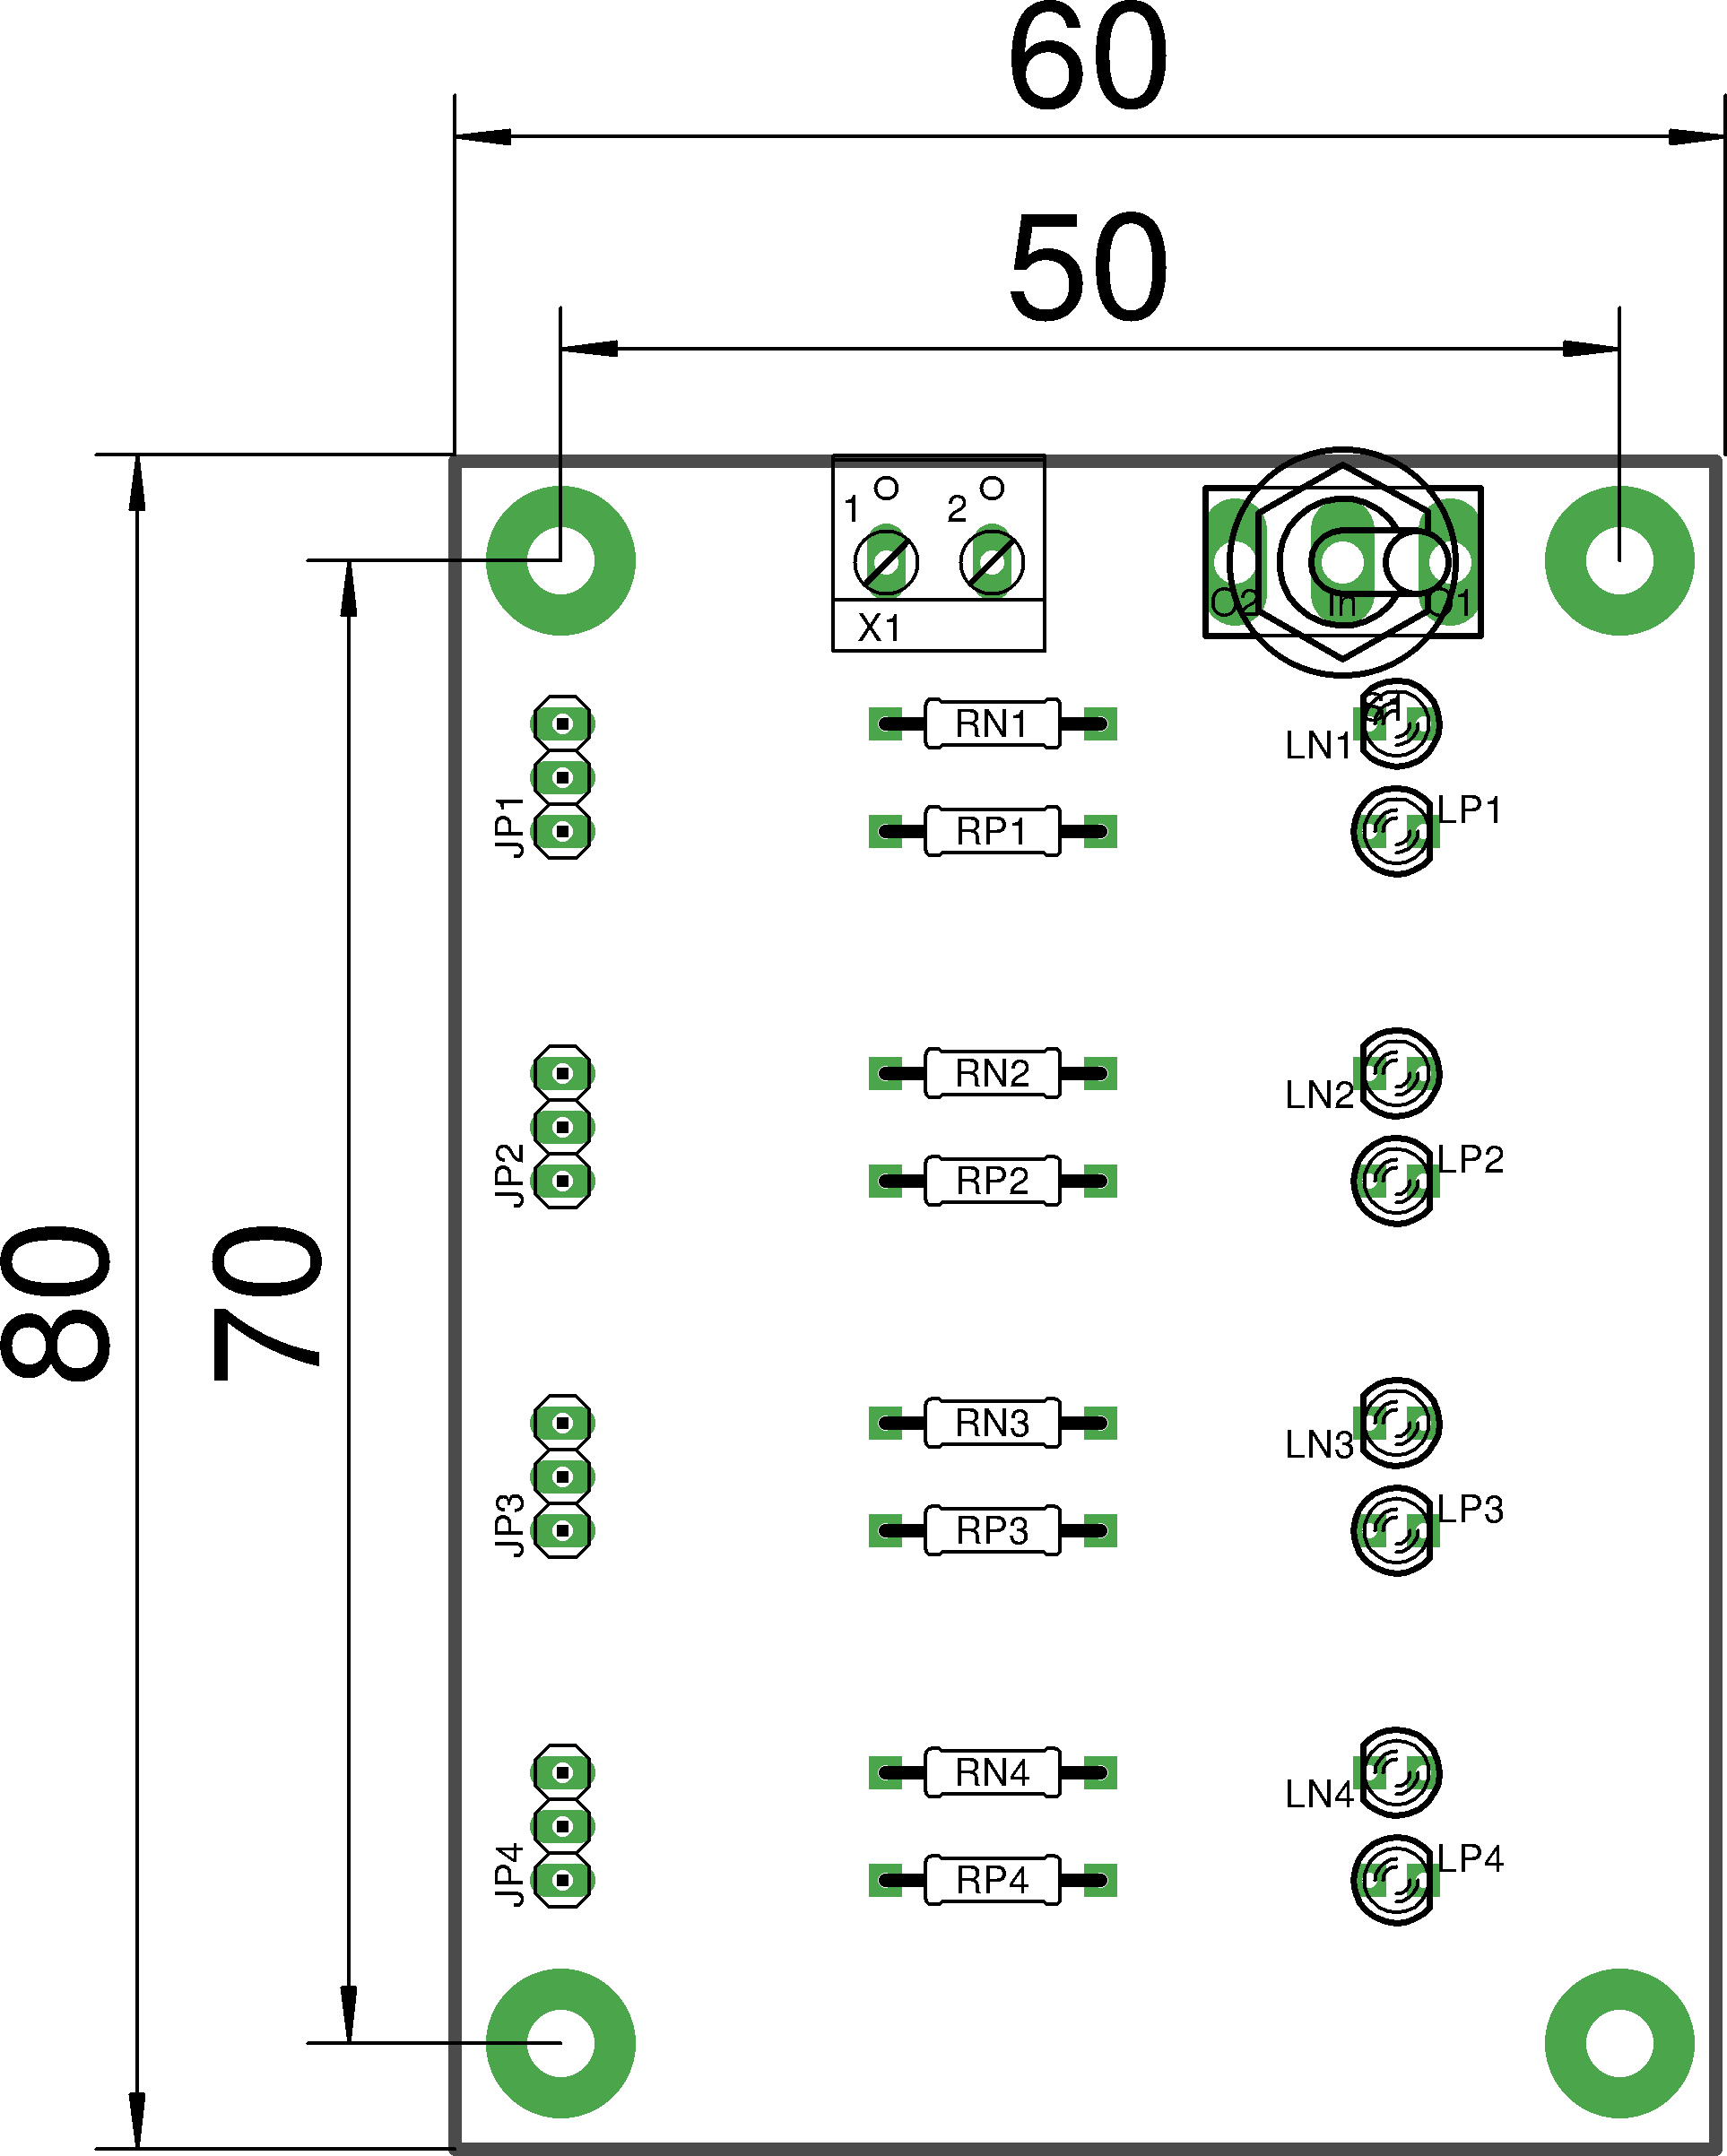 60
50
80
70
1 2
X1
O2 In O1
S1
RN1
LN1
JP1
RP1
LP1
RN2
LN2
JP2
RP2
LP2
RN3
LN3
JP3
RP3
LP3
RN4
LN4
JP4
RP4
LP4